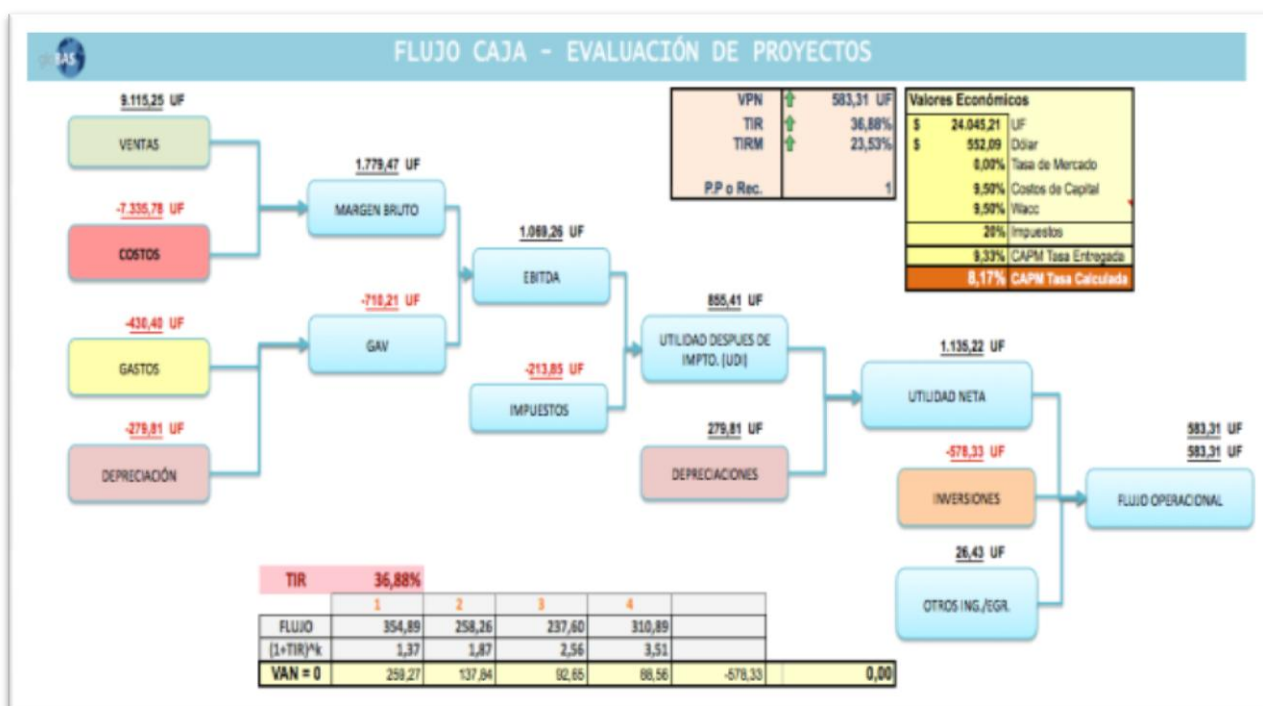 BAS
FLUJO CAJA - EVALUACIÓN DE PROYECTOS
9.115,25 UF
VENTAS
-7.335,78 UF
COSTOS
-430,40 UF
GASTOS
-279,81 UF
DEPRECIACIÓN
1.779,47 UF
MARGEN BRUTO
-710,21 UF
GAV
1.069,26 UF
EBITDA
-213,85 UF
IMPUESTOS
855,41 UF
UTILIDAD DESPUES DE
IMPTO. (UDI)
279,81 UF
DEPRECIACIONES
1.135,22 UF
UTILIDAD NETA
-578,33 UF
INVERSIONES
26,43 UF
OTROS ING./EGR.
583,31 UF
583,31 UF
FLUJO OPERACIONAL
VPN 583,31 UF
TIR 36,88%
TIRM 23,53%
P.P o Rec. 1
Valores Económicos
$ 24.045,21 UF
$ 552,09 Dólar
0,00% Tasa de Mercado
9,50% Costos de Capital
9,50% Wacc
20% Impuestos
9,33% CAPM Tasa Entregada
8,17% CAPM Tasa Calculada
TIR 36,88%
1 2 3 4
FLUJO 354,89 258,26 237,60 310,89
(1+TIR)^k 1,37 1,87 2,56 3,51
VAN = 0 259,27 137,84 92,65 88,56 -578,33 0,00